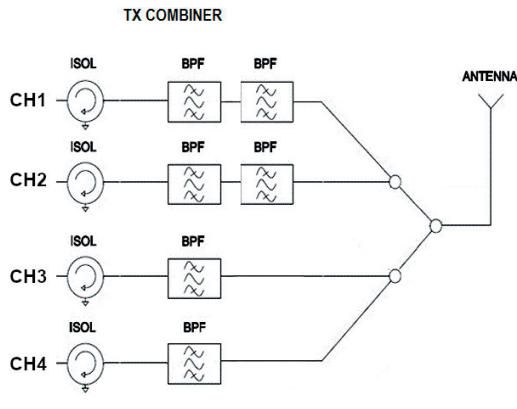 TX COMBINER
ISOL BPF BPF
ANTENNA
CH1
ISOL BPF BPF
CH2
ISOL BPF
CH3
ISOL BPF
CH4